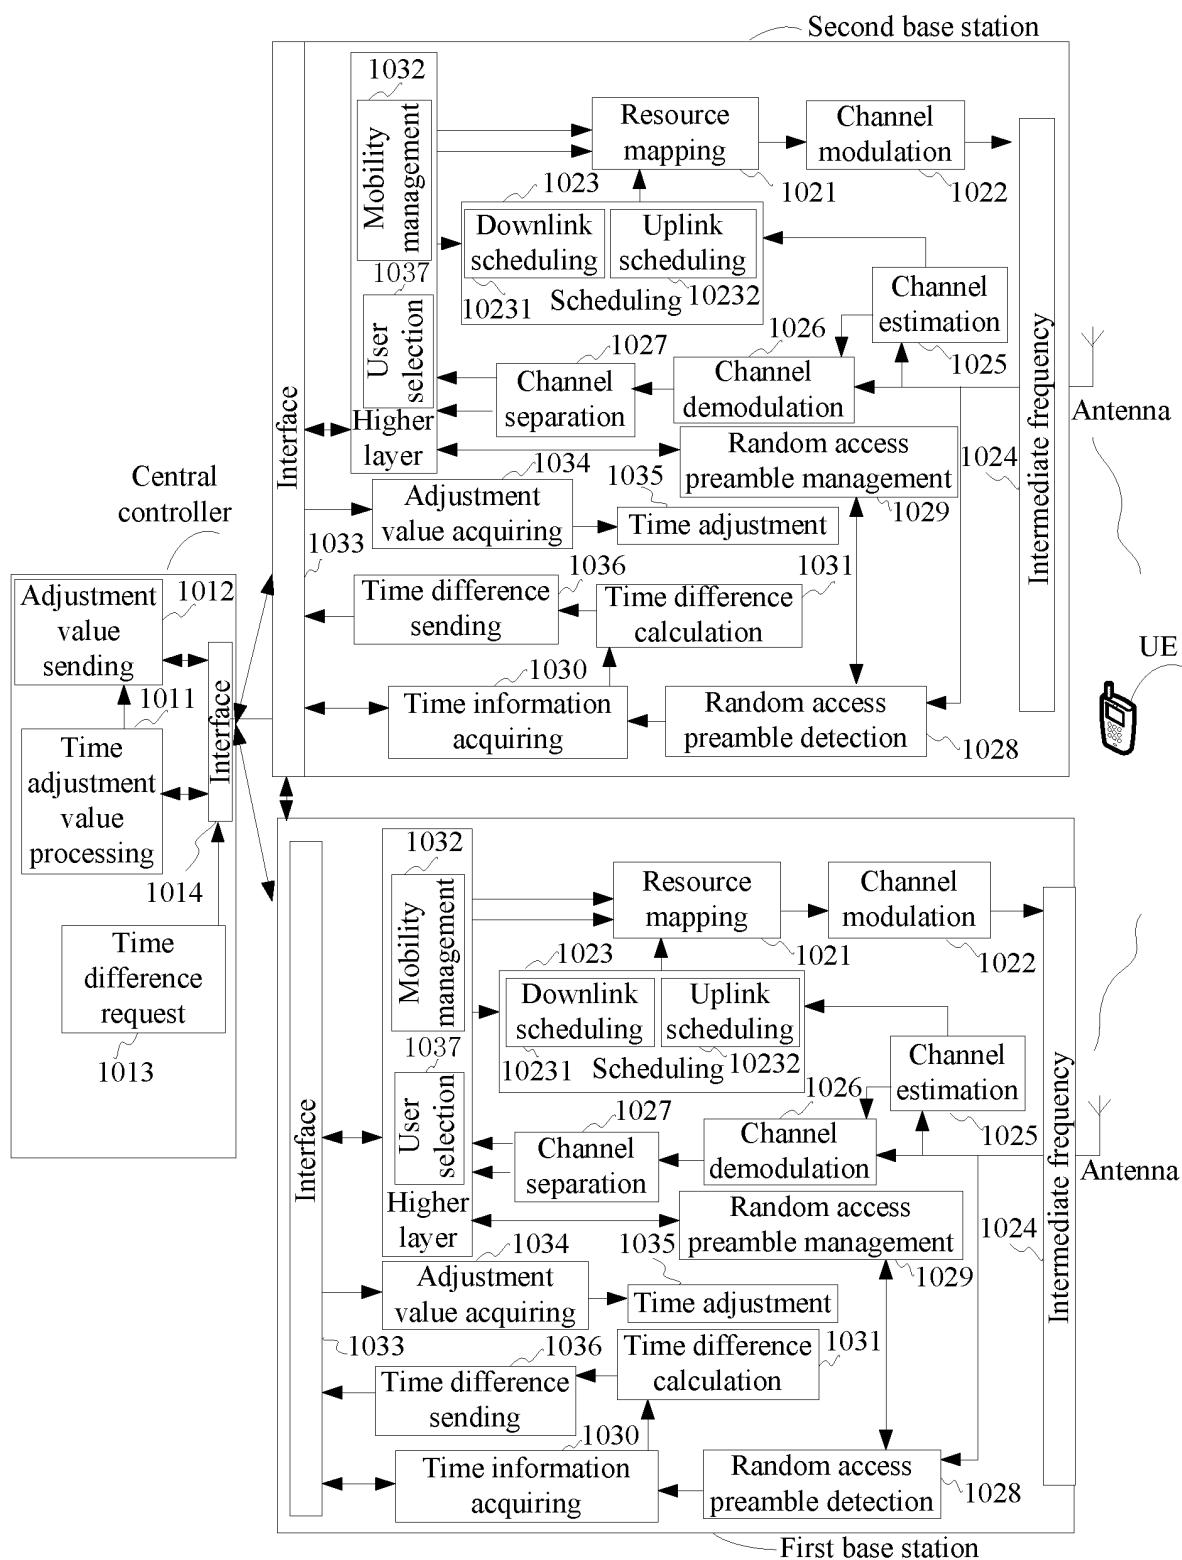 Second base station
1032
Mobility
management
Resource
mapping
1021
Channel
modulation
1022
1023
Downlink
scheduling
Uplink
scheduling
10231
Scheduling
10232
1037
User
selection
Higher
layer
1027
Channel
separation
1026
Channel
demodulation
Channel
estimation
1025
Interface
Random access
preamble management
1029
1024
Intermediate frequency
Antenna
1034
Adjustment
value acquiring
1035
Time adjustment
1033
1036
Time difference
sending
1031
Time difference
calculation
1030
Time information
acquiring
Random access
preamble detection
1028
UE
Central
controller
1012
Adjustment
value
sending
1011
Time
adjustment
value
processing
Interface
1014
Time
difference
request
1013
1032
Mobility
management
Resource
mapping
1021
Channel
modulation
1022
1023
Downlink
scheduling
Uplink
scheduling
10231
Scheduling
10232
1037
User
selection
Higher
layer
1027
Channel
separation
1026
Channel
demodulation
Channel
estimation
1025
Interface
Random access
preamble management
1029
1024
Intermediate frequency
Antenna
1034
Adjustment
value acquiring
1035
Time adjustment
1033
1036
Time difference
sending
1031
Time difference
calculation
1030
Time information
acquiring
Random access
preamble detection
1028
First base station